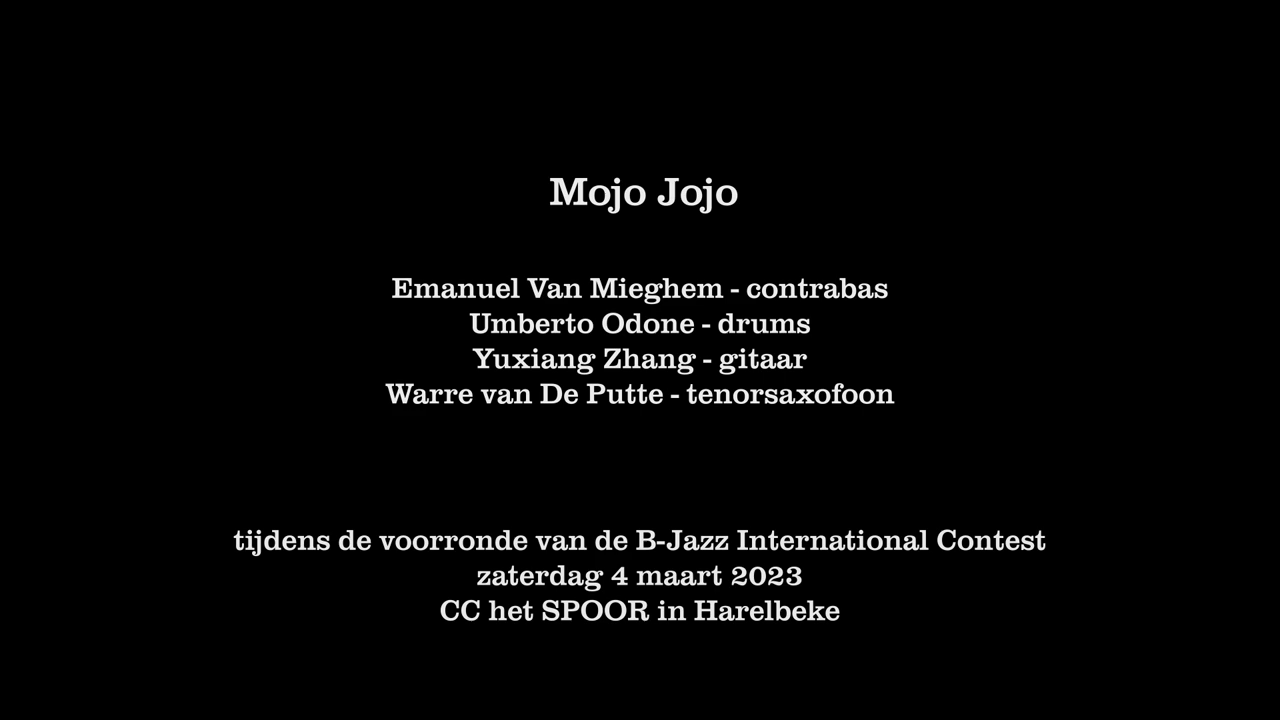 Mojo Jojo
Emanuel Van Mieghem - contrabas
Umberto Odone - drums
Yuxiang Zhang - gitaar
Warre van De Putte - tenorsaxofoon
tijdens de voorronde van de B-Jazz International Contest
zaterdag 4 maart 2023
CC het SPOOR in Harelbeke